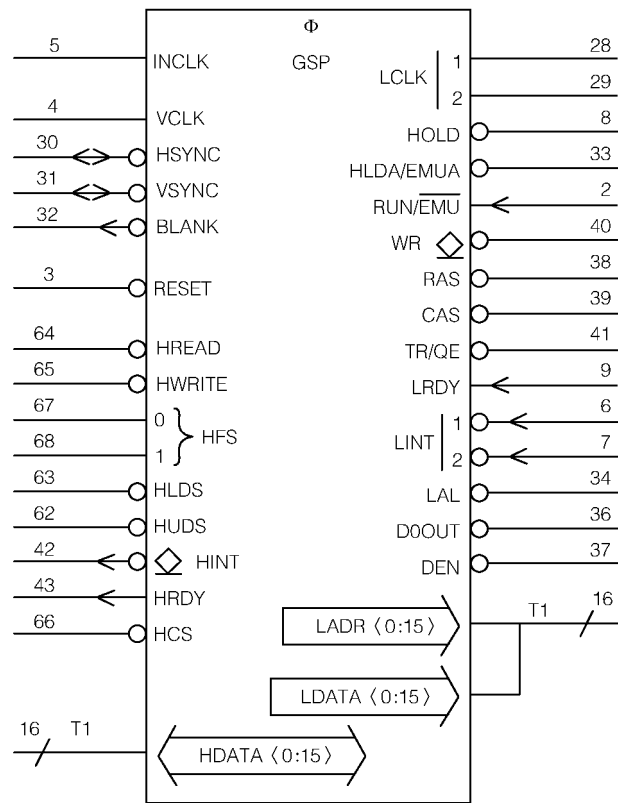 Φ
GSP
5 INCLK
4 VCLK
30 HSYNC
31 VSYNC
32 BLANK
3 RESET
64 HREAD
65 HWRITE
67 0
HFS
68 1
63 HLDS
62 HUDS
42 HINT
43 HRDY
66 HCS
16 T1 HDATA ⟨0:15⟩
LCLK
1 28
2 29
HOLD 8
HLDA/EMUA 33
RUN/EMU 2
WR 40
RAS 38
CAS 39
TR/QE 41
LRDY 9
LINT
1 6
2 7
LAL 34
D0OUT 36
DEN 37
LADR ⟨0:15⟩ T1 16
LDATA ⟨0:15⟩